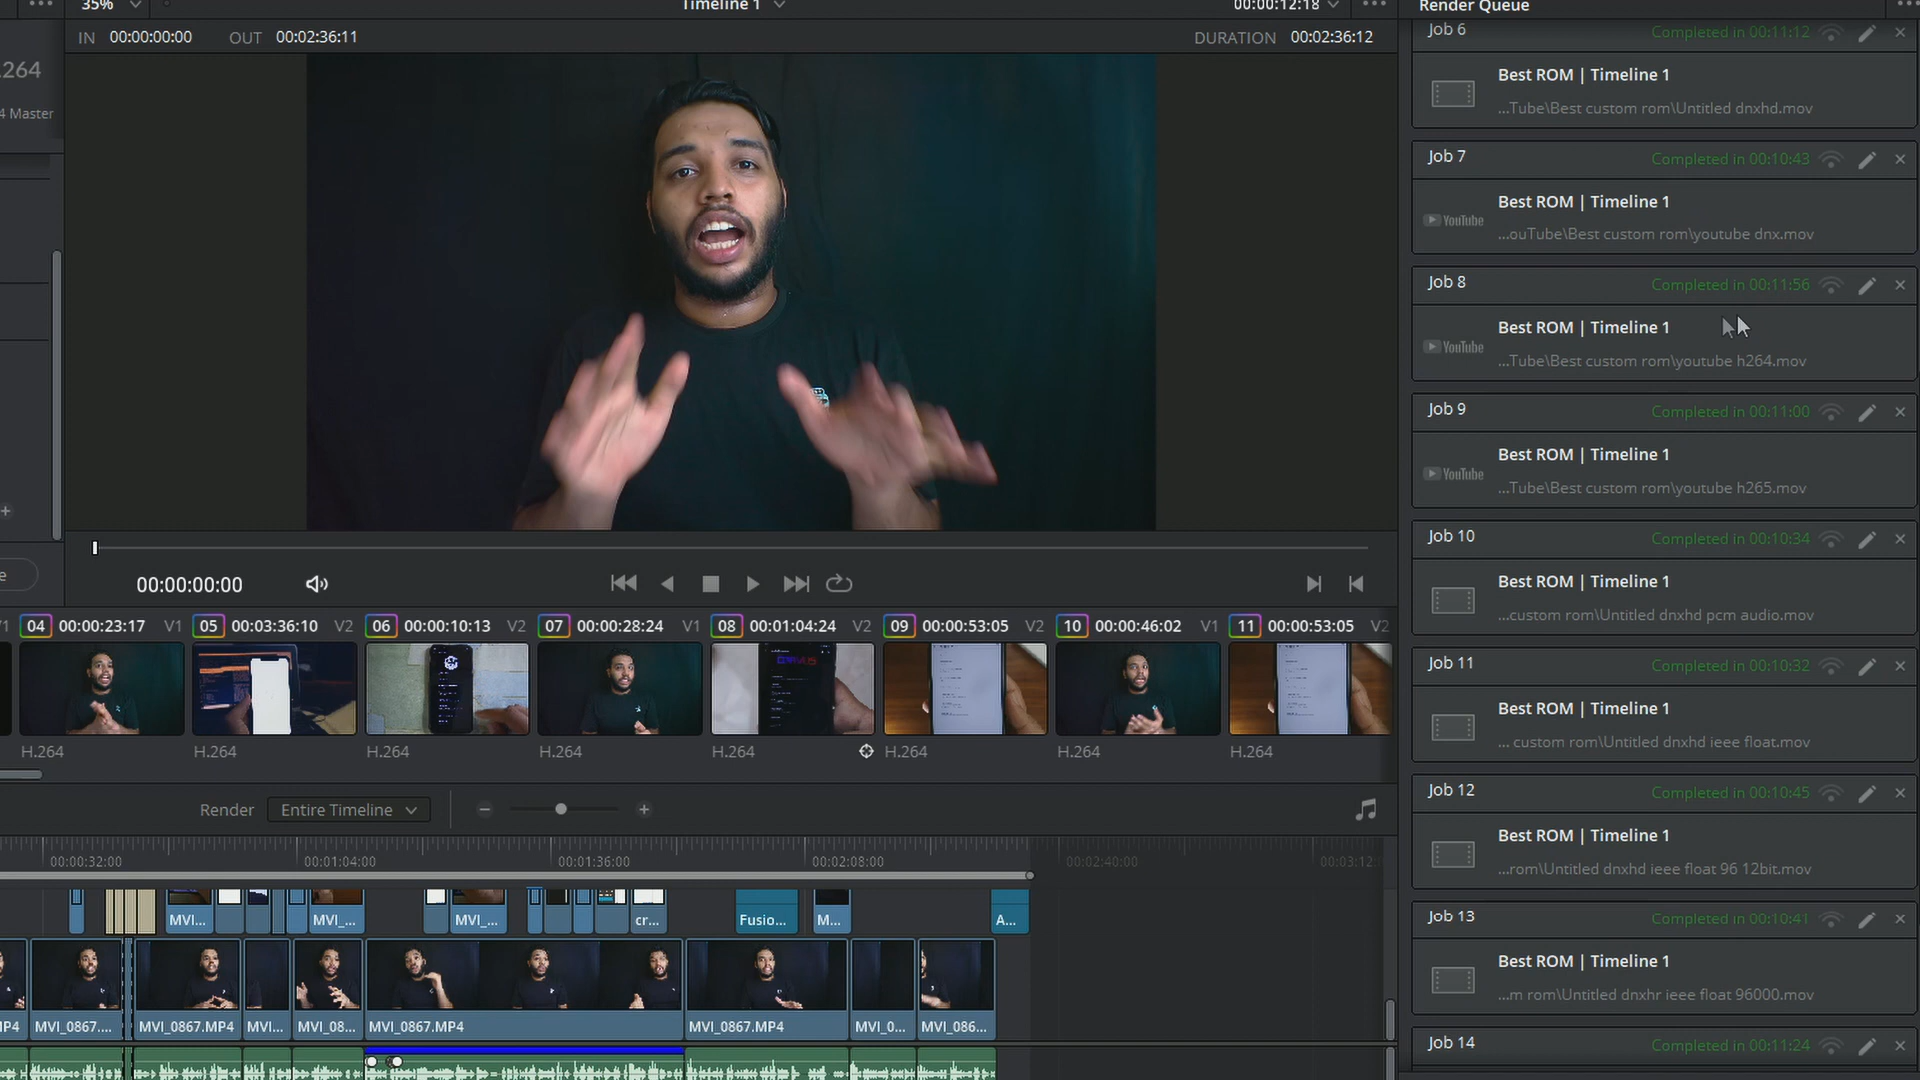 35%
Timeline 1
00:00:12:18
Render Queue
IN 00:00:00:00 OUT 00:02:36:11
DURATION 00:02:36:12
.264
4 Master
Job 6
Completed in 00:11:12
Best ROM | Timeline 1
...Tube\Best custom rom\Untitled dnxhd.mov
Job 7
Completed in 00:10:43
YouTube
Best ROM | Timeline 1
...ouTube\Best custom rom\youtube dnx.mov
Job 8
Completed in 00:11:56
YouTube
Best ROM | Timeline 1
...Tube\Best custom rom\youtube h264.mov
Job 9
Completed in 00:11:00
YouTube
Best ROM | Timeline 1
...Tube\Best custom rom\youtube h265.mov
Job 10
Completed in 00:10:34
Best ROM | Timeline 1
...custom rom\Untitled dnxhd pcm audio.mov
Job 11
Completed in 00:10:32
Best ROM | Timeline 1
... custom rom\Untitled dnxhd ieee float.mov
Job 12
Completed in 00:10:45
Best ROM | Timeline 1
...rom\Untitled dnxhd ieee float 96 12bit.mov
Job 13
Completed in 00:10:41
Best ROM | Timeline 1
...m rom\Untitled dnxhr ieee float 96000.mov
Job 14
Completed in 00:11:24
00:00:00:00
04 00:00:23:17 V1
05 00:03:36:10 V2
06 00:00:10:13 V2
07 00:00:28:24 V1
08 00:01:04:24 V2
09 00:00:53:05 V2
10 00:00:46:02 V1
11 00:00:53:05 V2
H.264
H.264
H.264
H.264
H.264
H.264
H.264
H.264
Render
Entire Timeline
00:00:32:00
00:01:04:00
00:01:36:00
00:02:08:00
00:02:40:00
00:03:12:
MVI...
MVI_...
MVI_...
cr...
Fusio...
M...
A...
MP4
MVI_0867....
MVI_0867.MP4
MVI...
MVI_08...
MVI_0867.MP4
MVI_0867.MP4
MVI_0...
MVI_086...